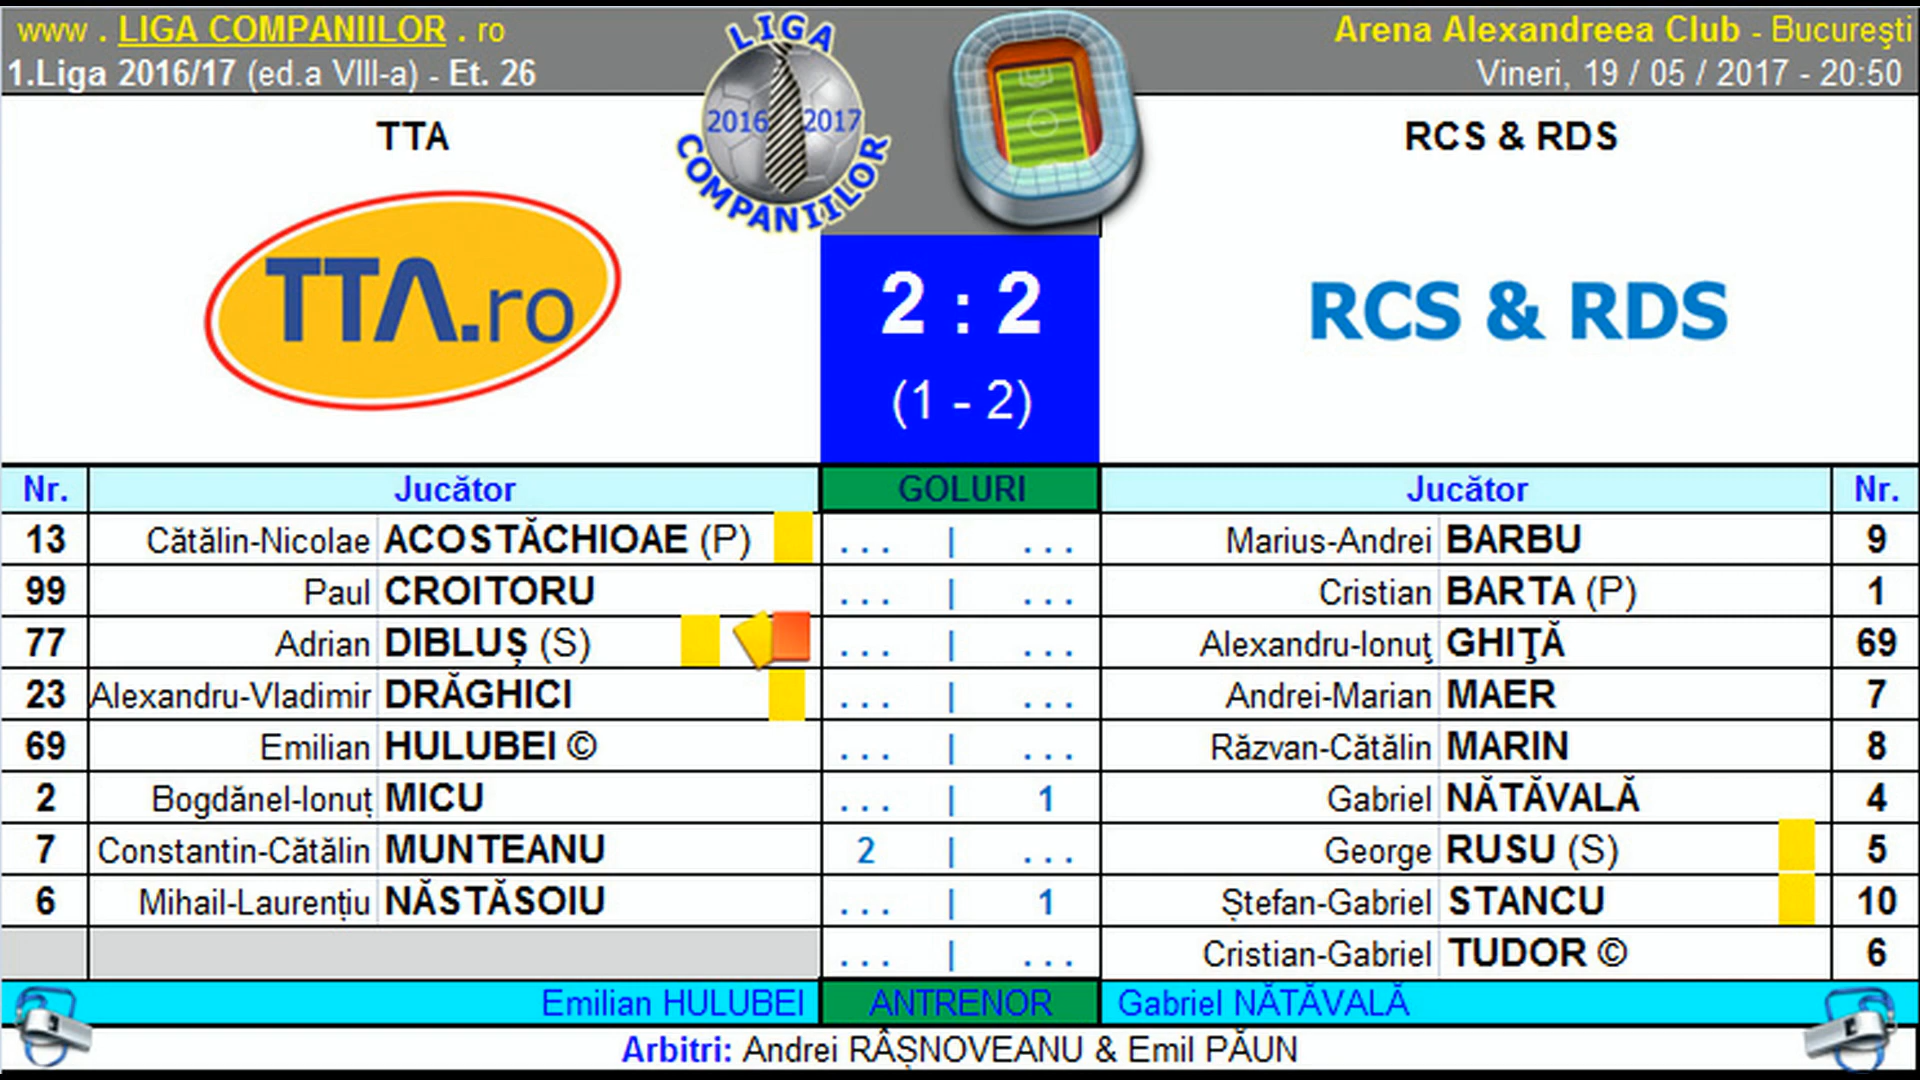 www . LIGA COMPANIILOR . ro
1.Liga 2016/17 (ed.a VIII-a) - Et. 26
LIGA
2016 2017
COMPANIILOR
Arena Alexandreea Club - Bucureşti
Vineri, 19 / 05 / 2017 - 20:50
TTA
RCS & RDS
TTA.ro
2 : 2
(1 - 2)
RCS & RDS
Nr. Jucător GOLURI Jucător Nr.
13 Cătălin-Nicolae ACOSTĂCHIOAE (P) ... | ... Marius-Andrei BARBU 9
99 Paul CROITORU ... | ... Cristian BARTA (P) 1
77 Adrian DIBLUȘ (S) ... | ... Alexandru-Ionuţ GHIŢĂ 69
23 Alexandru-Vladimir DRĂGHICI ... | ... Andrei-Marian MAER 7
69 Emilian HULUBEI © ... | ... Răzvan-Cătălin MARIN 8
2 Bogdănel-Ionuț MICU ... | 1 Gabriel NĂTĂVALĂ 4
7 Constantin-Cătălin MUNTEANU 2 | ... George RUSU (S) 5
6 Mihail-Laurențiu NĂSTĂSOIU ... | 1 Ștefan-Gabriel STANCU 10
... | ... Cristian-Gabriel TUDOR © 6
Emilian HULUBEI ANTRENOR Gabriel NĂTĂVALĂ
Arbitri: Andrei RÂȘNOVEANU & Emil PĂUN